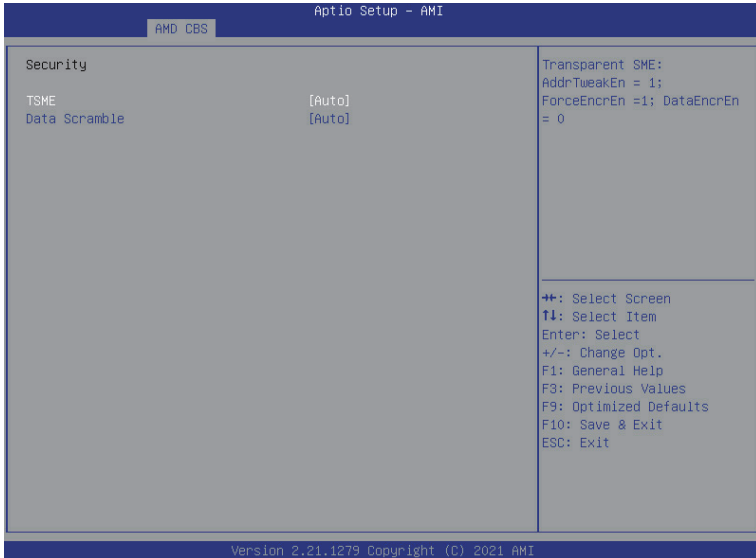 Aptio Setup – AMI
AMD CBS
Security
TSME [Auto]
Data Scramble [Auto]
Transparent SME:
AddrTweakEn = 1;
ForceEncrEn =1; DataEncrEn
= 0
→←: Select Screen
↑↓: Select Item
Enter: Select
+/-: Change Opt.
F1: General Help
F3: Previous Values
F9: Optimized Defaults
F10: Save & Exit
ESC: Exit
Version 2.21.1279 Copyright (C) 2021 AMI